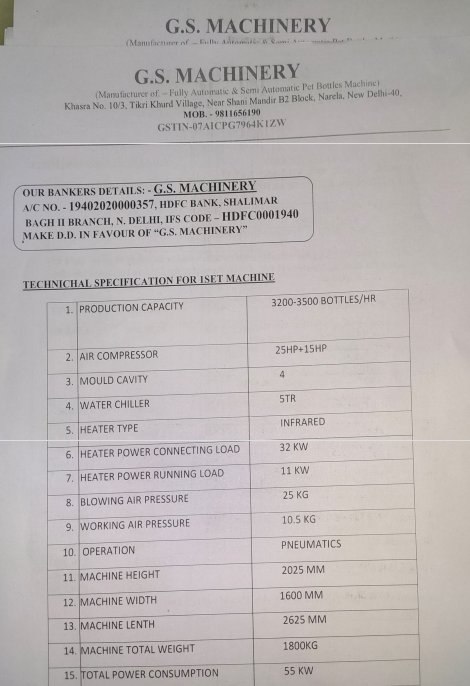 G.S. MACHINERY
(Manufacturer of – Fully Automatic & Semi Automatic
G.S. MACHINERY
(Manufacturer of – Fully Automatic & Semi Automatic Pet Bottles Machine)
Khasra No. 10/3, Tikri Khurd Village, Near Shani Mandir B2 Block, Narela, New Delhi-40,
MOB. - 9811656190
GSTIN-07AICPG7964K1ZW
OUR BANKERS DETAILS: - G.S. MACHINERY
A/C NO. - 19402020000357, HDFC BANK, SHALIMAR
BAGH II BRANCH, N. DELHI, IFS CODE – HDFC0001940
MAKE D.D. IN FAVOUR OF “G.S. MACHINERY”
TECHNICHAL SPECIFICATION FOR 1SET MACHINE
1. PRODUCTION CAPACITY 3200-3500 BOTTLES/HR
2. AIR COMPRESSOR 25HP+15HP
3. MOULD CAVITY 4
4. WATER CHILLER 5TR
5. HEATER TYPE INFRARED
6. HEATER POWER CONNECTING LOAD 32 KW
7. HEATER POWER RUNNING LOAD 11 KW
8. BLOWING AIR PRESSURE 25 KG
9. WORKING AIR PRESSURE 10.5 KG
10. OPERATION PNEUMATICS
11. MACHINE HEIGHT 2025 MM
12. MACHINE WIDTH 1600 MM
13. MACHINE LENTH 2625 MM
14. MACHINE TOTAL WEIGHT 1800KG
15. TOTAL POWER CONSUMPTION 55 KW